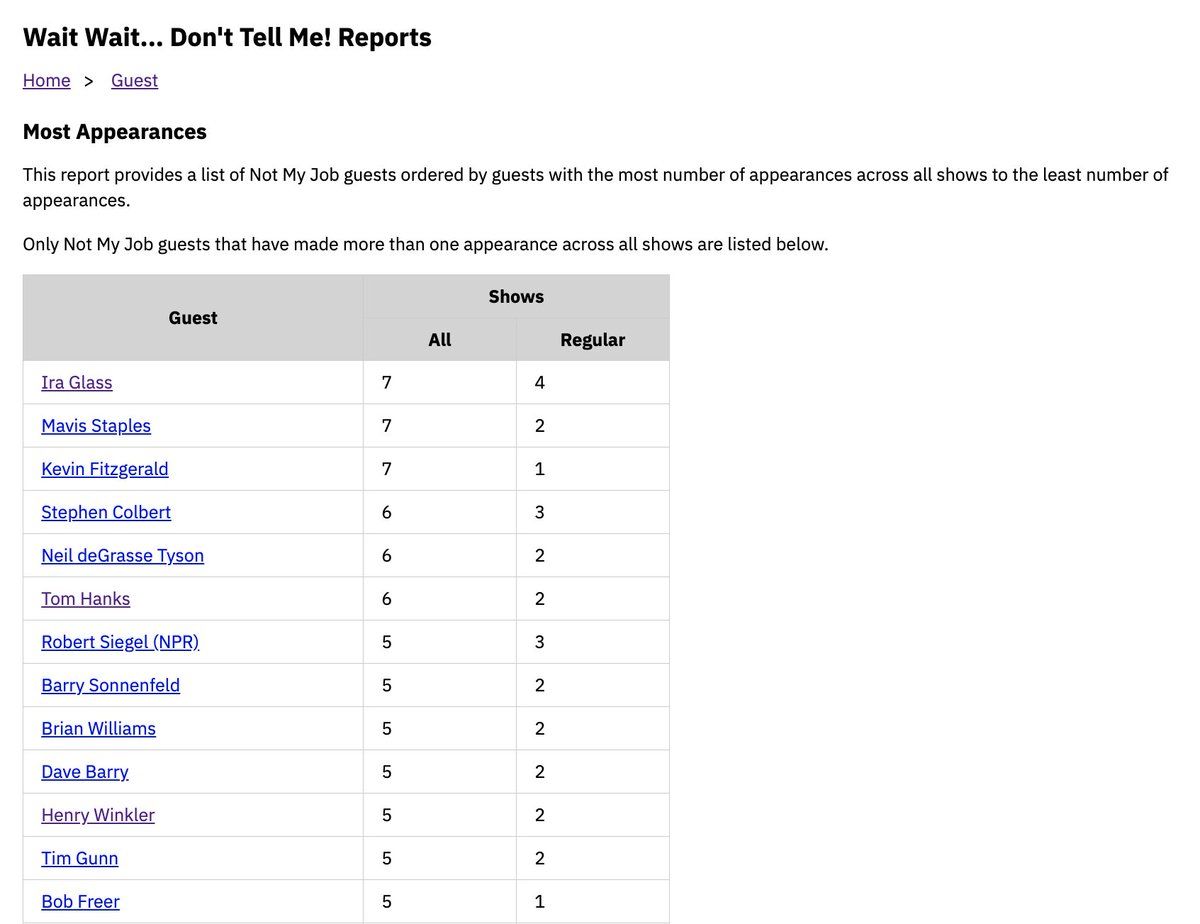 Wait Wait... Don't Tell Me! Reports
Home > Guest
Most Appearances
This report provides a list of Not My Job guests ordered by guests with the most number of appearances across all shows to the least number of
appearances.
Only Not My Job guests that have made more than one appearance across all shows are listed below.
Guest Shows
All Regular
Ira Glass 7 4
Mavis Staples 7 2
Kevin Fitzgerald 7 1
Stephen Colbert 6 3
Neil deGrasse Tyson 6 2
Tom Hanks 6 2
Robert Siegel (NPR) 5 3
Barry Sonnenfeld 5 2
Brian Williams 5 2
Dave Barry 5 2
Henry Winkler 5 2
Tim Gunn 5 2
Bob Freer 5 1